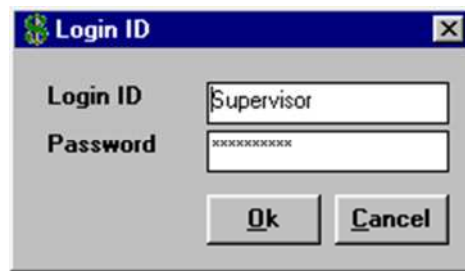 Login ID
Login ID Supervisor
Password **********
Ok Cancel